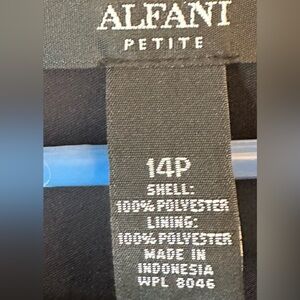 ALFANI
PETITE
14P
SHELL:
100% POLYESTER
LINING:
100% POLYESTER
MADE IN
INDONESIA
WPL 8046